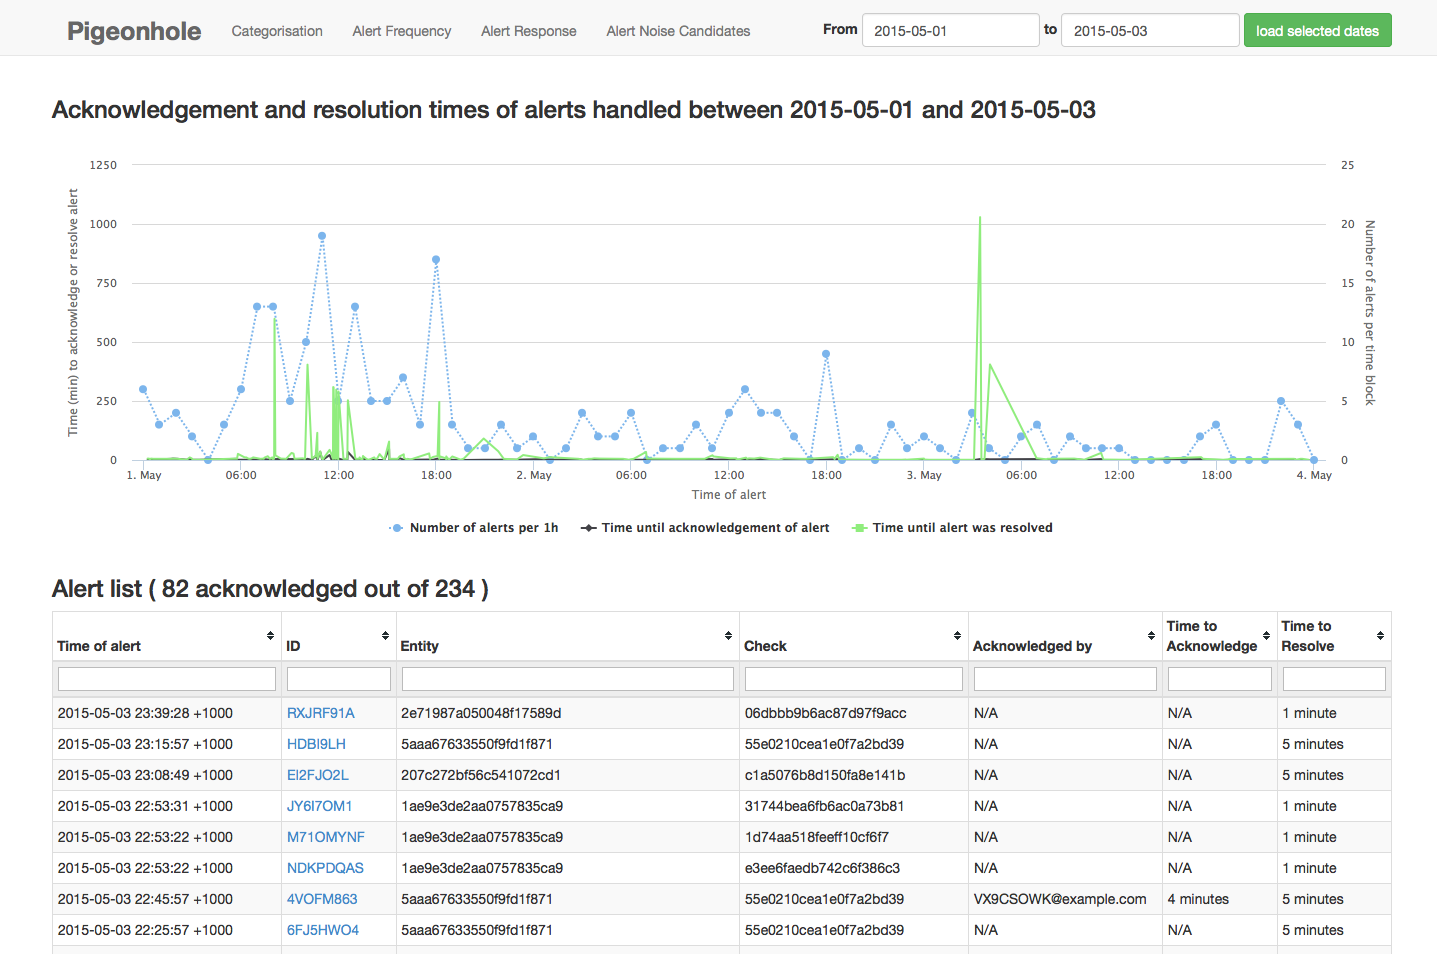 Pigeonhole Categorisation Alert Frequency Alert Response Alert Noise Candidates From 2015-05-01 to 2015-05-03 load selected dates
Acknowledgement and resolution times of alerts handled between 2015-05-01 and 2015-05-03
1250 25
1000 20
750 15
500 10
250 5
0 0
Time (min) to acknowledge or resolve alert
Number of alerts per time block
1. May 06:00 12:00 18:00 2. May 06:00 12:00 18:00 3. May 06:00 12:00 18:00 4. May
Time of alert
Number of alerts per 1h Time until acknowledgement of alert Time until alert was resolved
Alert list ( 82 acknowledged out of 234 )
Time of alert ID Entity Check Acknowledged by Time to Acknowledge Time to Resolve
2015-05-03 23:39:28 +1000 RXJRF91A 2e71987a050048f17589d 06dbbb9b6ac87d97f9acc N/A N/A 1 minute
2015-05-03 23:15:57 +1000 HDBI9LH 5aaa67633550f9fd1f871 55e0210cea1e0f7a2bd39 N/A N/A 5 minutes
2015-05-03 23:08:49 +1000 EI2FJO2L 207c272bf56c541072cd1 c1a5076b8d150fa8e141b N/A N/A 5 minutes
2015-05-03 22:53:31 +1000 JY6I7OM1 1ae9e3de2aa0757835ca9 31744bea6fb6ac0a73b81 N/A N/A 1 minute
2015-05-03 22:53:22 +1000 M71OMYNF 1ae9e3de2aa0757835ca9 1d74aa518feeff10cf6f7 N/A N/A 1 minute
2015-05-03 22:53:22 +1000 NDKPDQAS 1ae9e3de2aa0757835ca9 e3ee6faedb742c6f386c3 N/A N/A 1 minute
2015-05-03 22:45:57 +1000 4VOFM863 5aaa67633550f9fd1f871 55e0210cea1e0f7a2bd39 VX9CSOWK@example.com 4 minutes 5 minutes
2015-05-03 22:25:57 +1000 6FJ5HWO4 5aaa67633550f9fd1f871 55e0210cea1e0f7a2bd39 N/A N/A 5 minutes